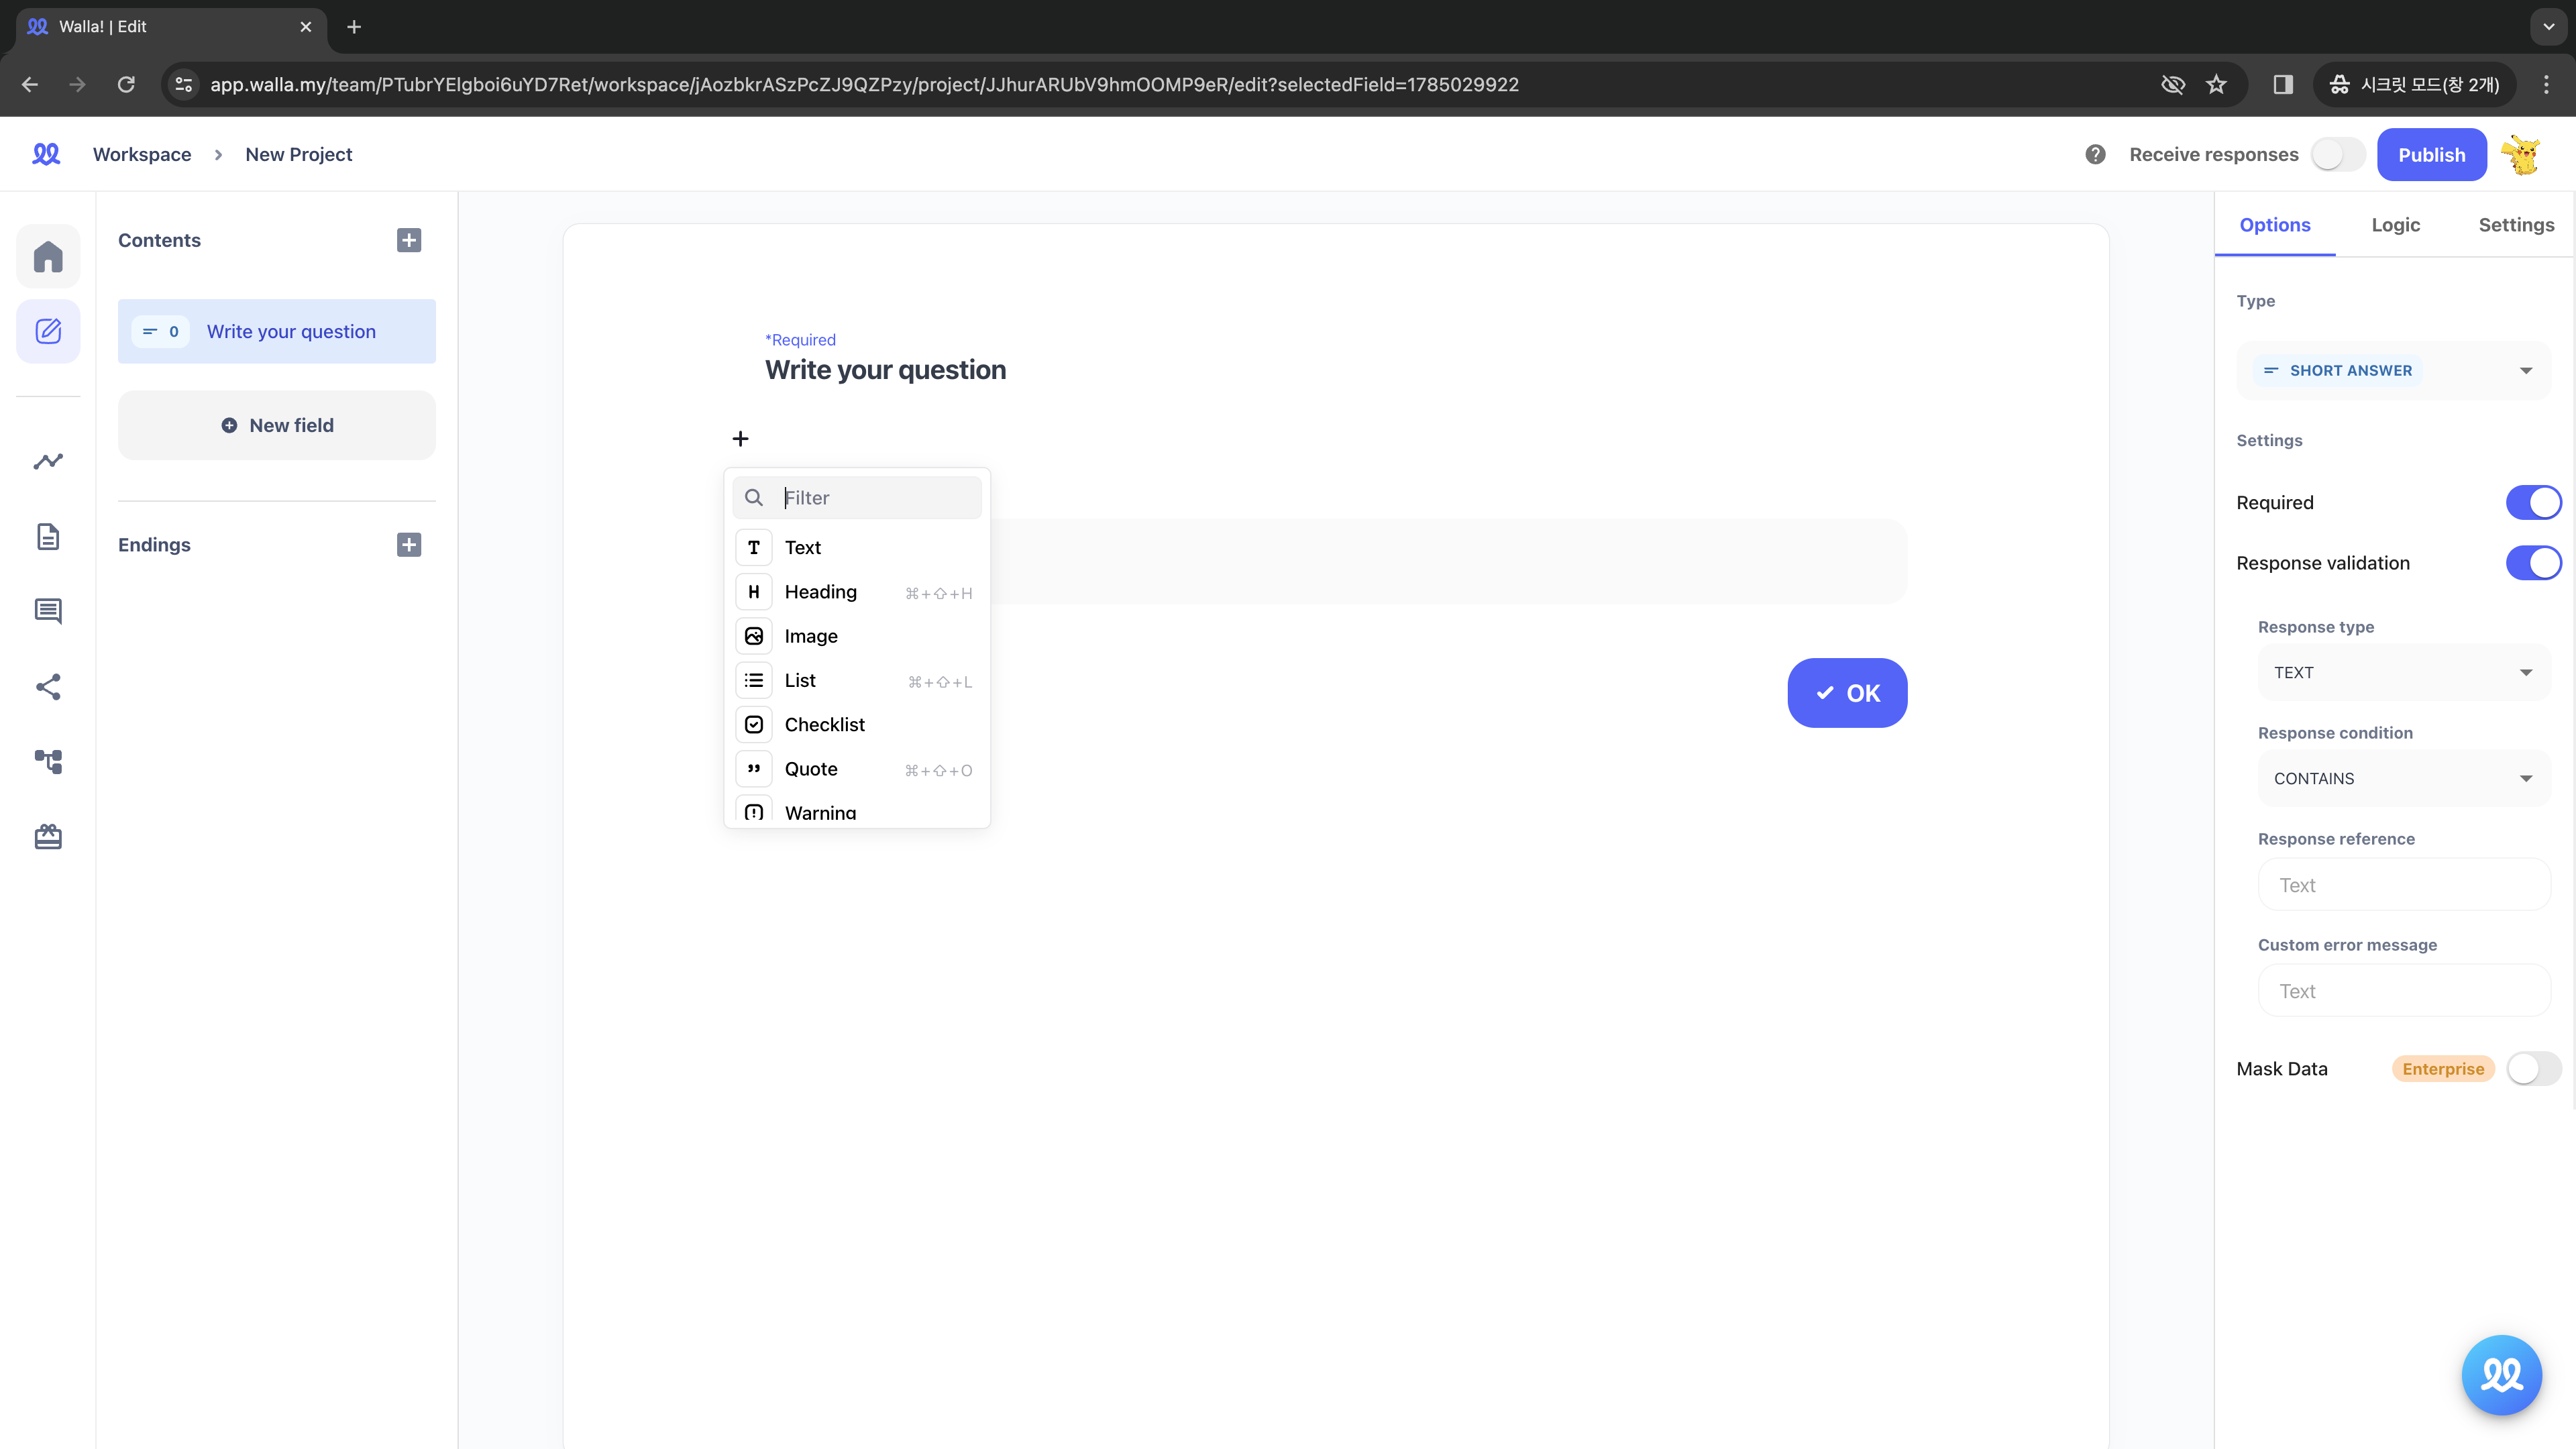 Walla! | Edit
app.walla.my/team/PTubrYEIgboi6uYD7Ret/workspace/jAozbkrASzPcZJ9QZPzy/project/JJhurARUbV9hmOOMP9eR/edit?selectedField=1785029922
시크릿 모드(창 2개)
Workspace > New Project
Receive responses
Publish
Contents
0 Write your question
New field
Endings
*Required
Write your question
Filter
Text
Heading ⌘+⇧+H
Image
List ⌘+⇧+L
Checklist
Quote ⌘+⇧+O
Warning
OK
Options Logic Settings
Type
SHORT ANSWER
Settings
Required
Response validation
Response type
TEXT
Response condition
CONTAINS
Response reference
Text
Custom error message
Text
Mask Data Enterprise